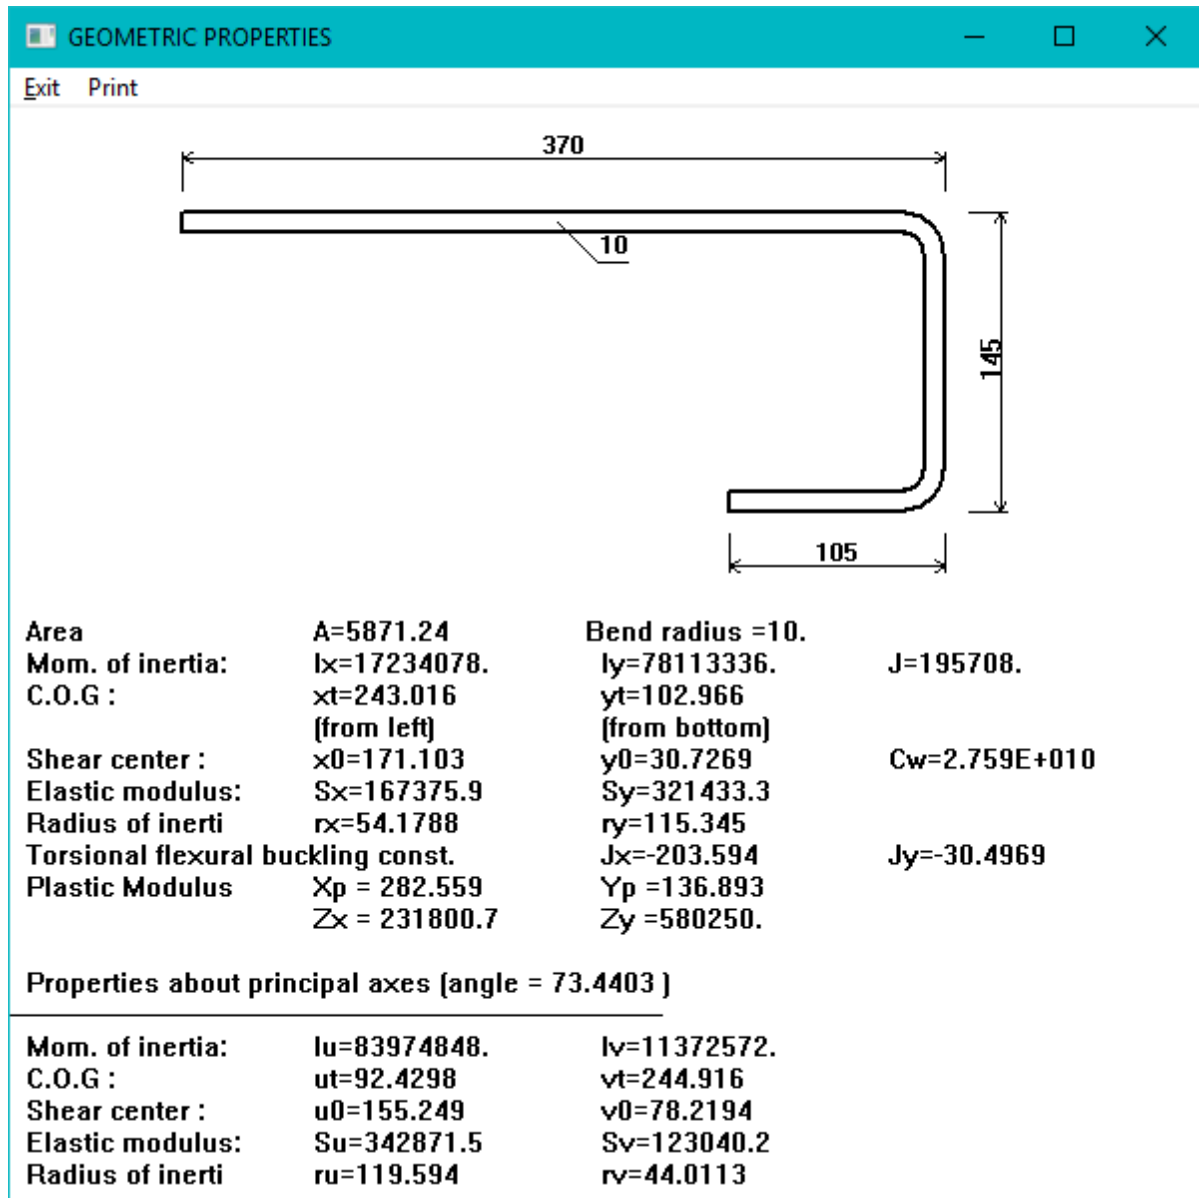 GEOMETRIC PROPERTIES
Exit Print
370
10
145
105
Area A=5871.24 Bend radius =10.
Mom. of inertia: Ix=17234078. Iy=78113336. J=195708.
C.O.G : xt=243.016 yt=102.966
(from left) (from bottom)
Shear center : x0=171.103 y0=30.7269 Cw=2.759E+010
Elastic modulus: Sx=167375.9 Sy=321433.3
Radius of inerti rx=54.1788 ry=115.345
Torsional flexural buckling const. Jx=-203.594 Jy=-30.4969
Plastic Modulus Xp = 282.559 Yp =136.893
Zx = 231800.7 Zy =580250.
Properties about principal axes (angle = 73.4403 )
Mom. of inertia: Iu=83974848. Iv=11372572.
C.O.G : ut=92.4298 vt=244.916
Shear center : u0=155.249 v0=78.2194
Elastic modulus: Su=342871.5 Sv=123040.2
Radius of inerti ru=119.594 rv=44.0113